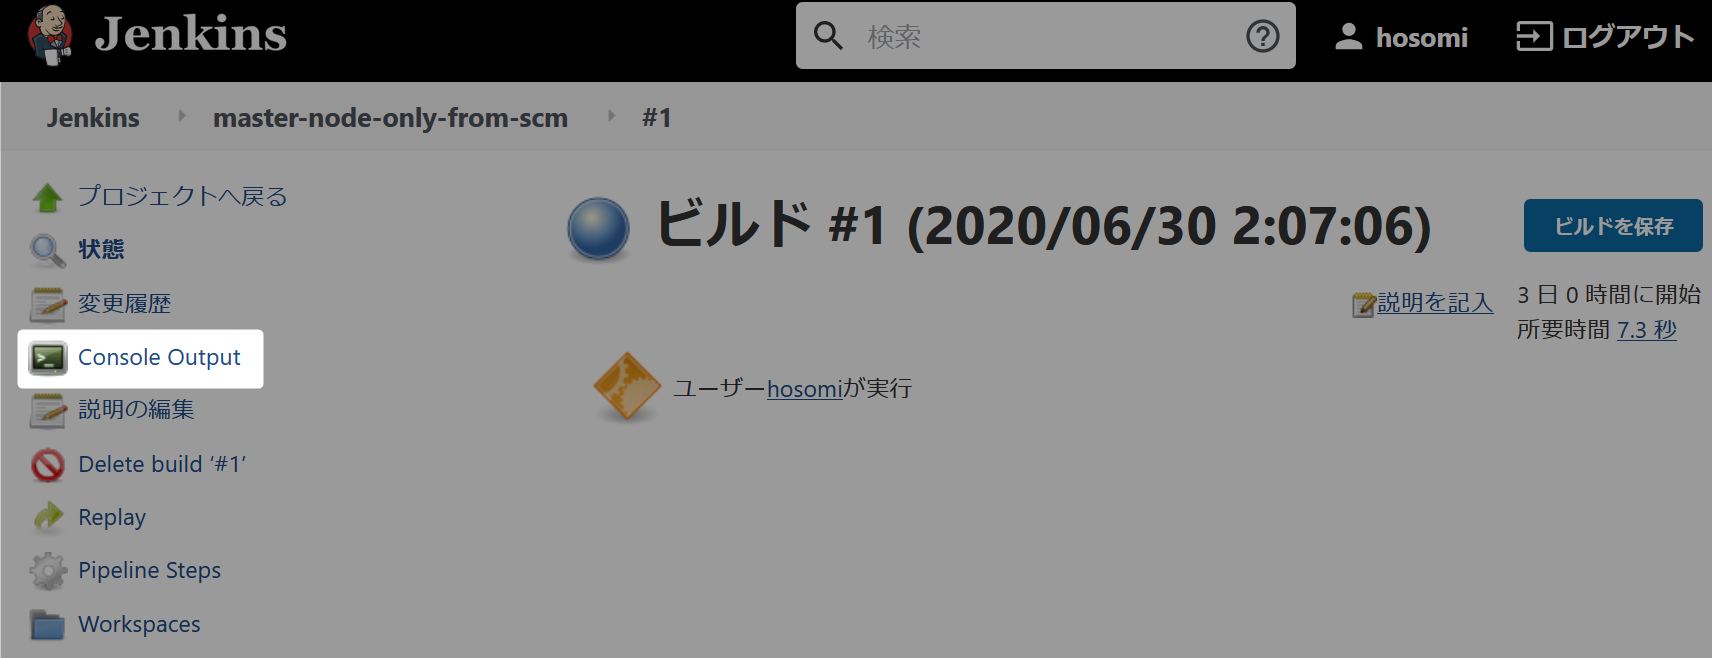 Jenkins
検索
hosomi
ログアウト
Jenkins
master-node-only-from-scm
#1
プロジェクトへ戻る
状態
変更履歴
Console Output
説明の編集
Delete build ‘#1’
Replay
Pipeline Steps
Workspaces
ビルド #1 (2020/06/30 2:07:06)
ビルドを保存
説明を記入
3 日 0 時間に開始
所要時間 7.3 秒
ユーザーhosomiが実行